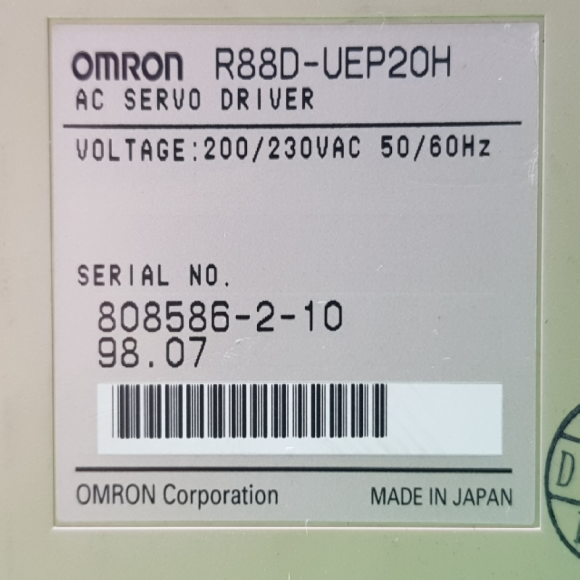 OMRON R88D-UEP20H
AC SERVO DRIVER
VOLTAGE:200/230VAC 50/60Hz
SERIAL NO.
808586-2-10
98.07
OMRON Corporation MADE IN JAPAN
D